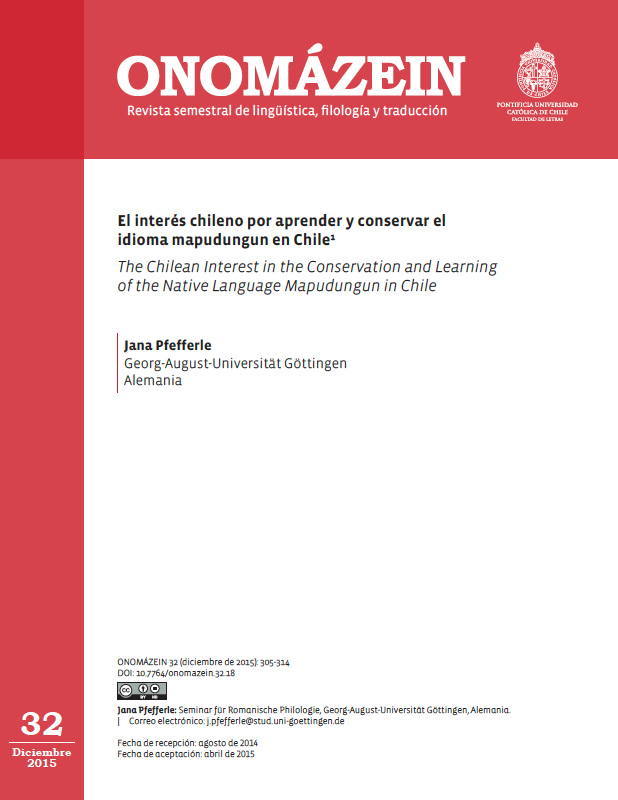 ONOMÁZEIN
Revista semestral de lingüística, filología y traducción
PONTIFICIA UNIVERSIDAD
CATÓLICA DE CHILE
FACULTAD DE LETRAS
El interés chileno por aprender y conservar el
idioma mapudungun en Chile¹
The Chilean Interest in the Conservation and Learning
of the Native Language Mapudungun in Chile
Jana Pfefferle
Georg-August-Universität Göttingen
Alemania
ONOMÁZEIN 32 (diciembre de 2015): 305-314
DOI: 10.7764/onomazein.32.18
cc BY ND
Jana Pfefferle: Seminar für Romanische Philologie, Georg-August-Universität Göttingen, Alemania.
| Correo electrónico: j.pfefferle@stud.uni-goettingen.de
Fecha de recepción: agosto de 2014
Fecha de aceptación: abril de 2015
32
Diciembre
2015